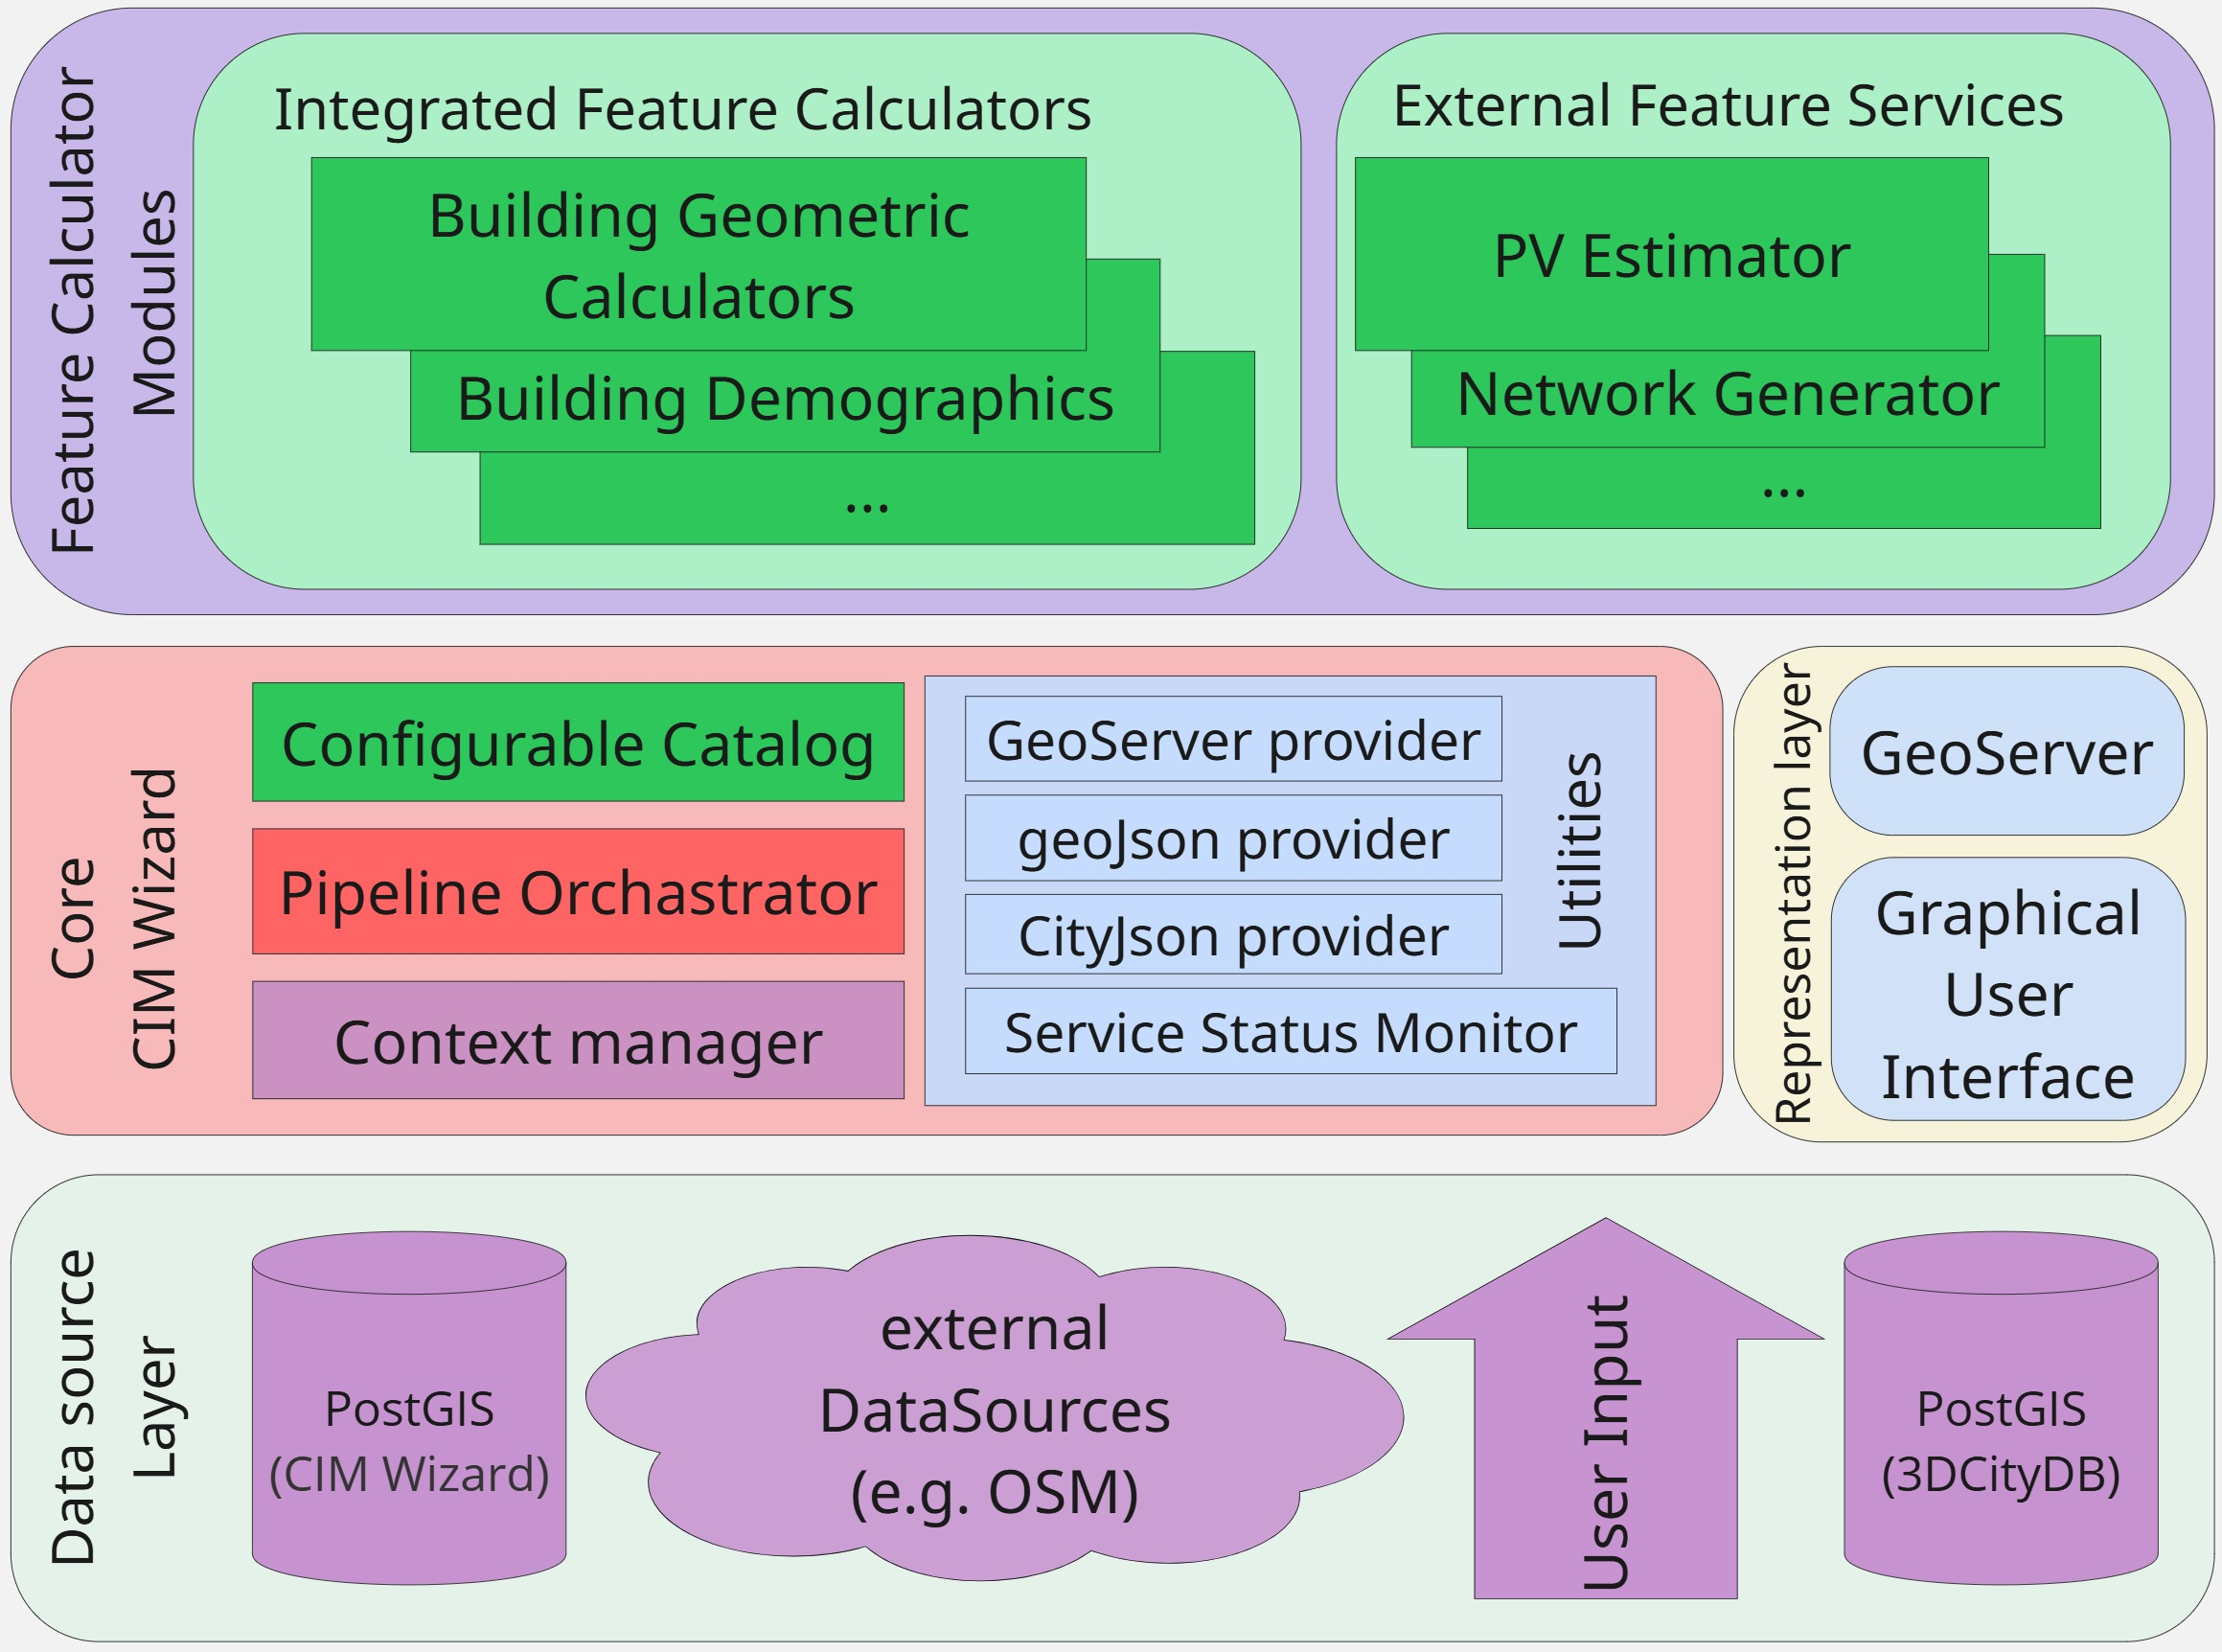 Feature Calculator
Modules
Integrated Feature Calculators
Building Geometric
Calculators
Building Demographics
...
External Feature Services
PV Estimator
Network Generator
...
Core
CIM Wizard
Configurable Catalog
Pipeline Orchastrator
Context manager
GeoServer provider
geoJson provider
CityJson provider
Service Status Monitor
Utilities
Representation layer
GeoServer
Graphical
User
Interface
Data source
Layer
PostGIS
(CIM Wizard)
external
DataSources
(e.g. OSM)
User Input
PostGIS
(3DCityDB)